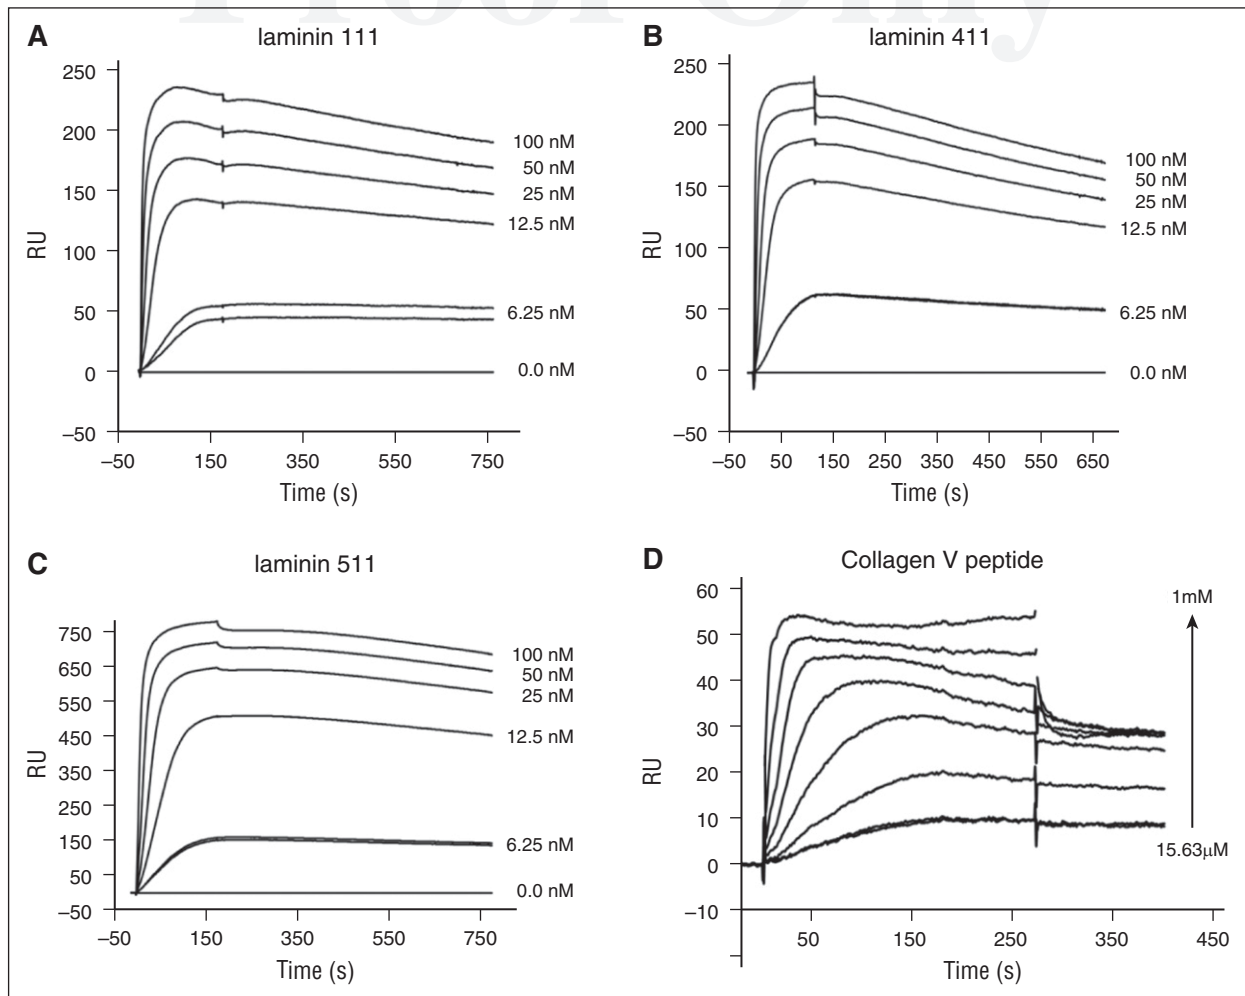 Proof Only
A
laminin 111
RU
250
200
150
100
50
0
–50
100 nM
50 nM
25 nM
12.5 nM
6.25 nM
0.0 nM
–50 150 350 550 750
Time (s)
B
laminin 411
RU
250
200
150
100
50
0
–50
100 nM
50 nM
25 nM
12.5 nM
6.25 nM
0.0 nM
–50 50 150 250 350 450 550 650
Time (s)
C
laminin 511
RU
750
650
550
450
350
250
150
50
–50
100 nM
50 nM
25 nM
12.5 nM
6.25 nM
0.0 nM
–50 150 350 550 750
Time (s)
D
Collagen V peptide
RU
60
50
40
30
20
10
0
–10
1mM
15.63μM
50 150 250 350 450
Time (s)